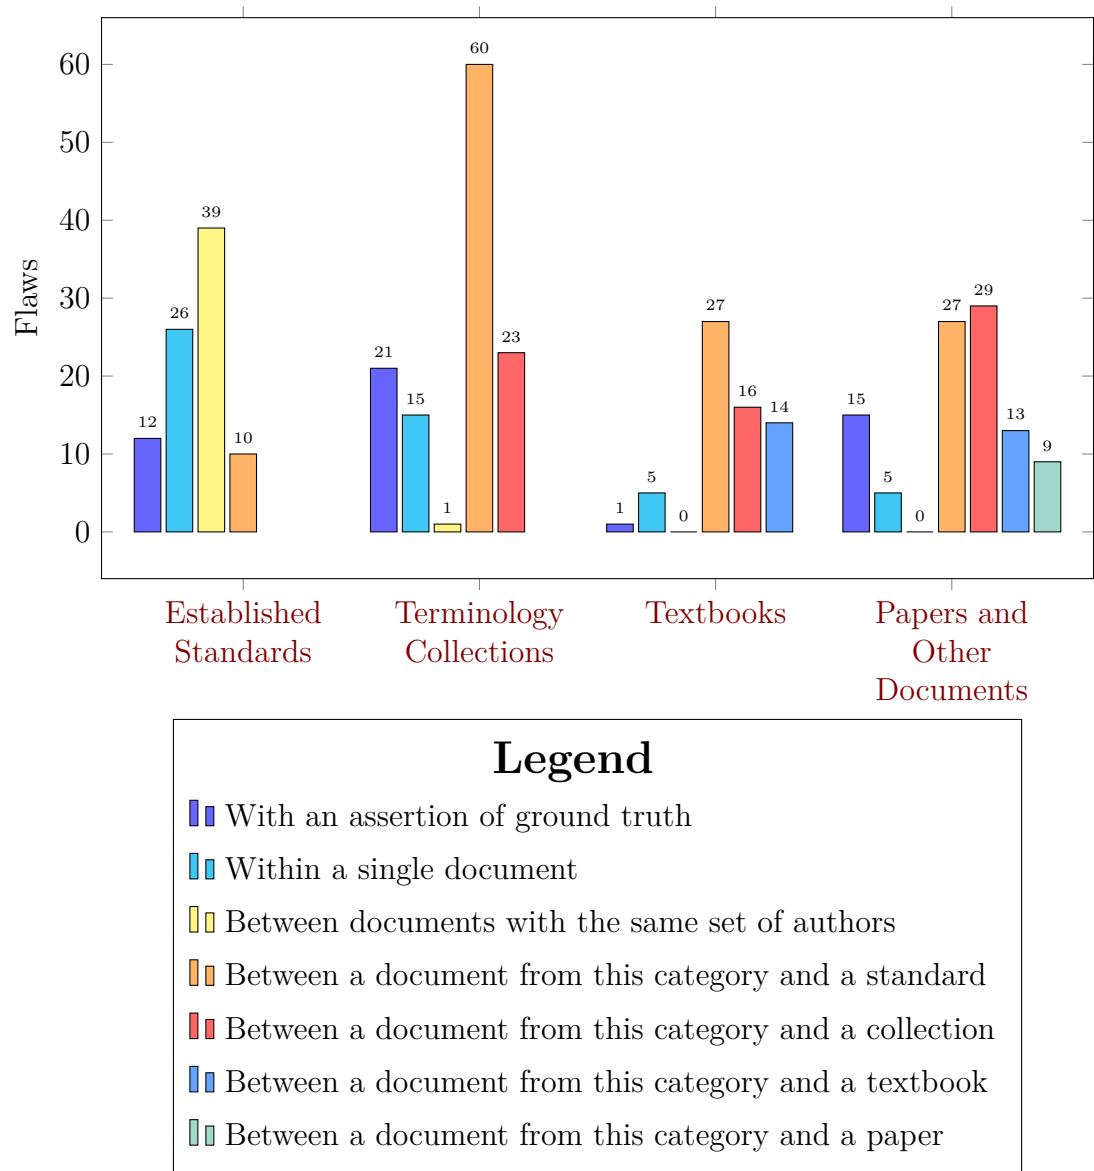 60
50
40
30
20
10
0
Flaws
12
26
39
10
21
15
1
60
23
1
5
0
27
16
14
15
5
0
27
29
13
9
Established
Standards
Terminology
Collections
Textbooks
Papers and
Other
Documents
Legend
With an assertion of ground truth
Within a single document
Between documents with the same set of authors
Between a document from this category and a standard
Between a document from this category and a collection
Between a document from this category and a textbook
Between a document from this category and a paper